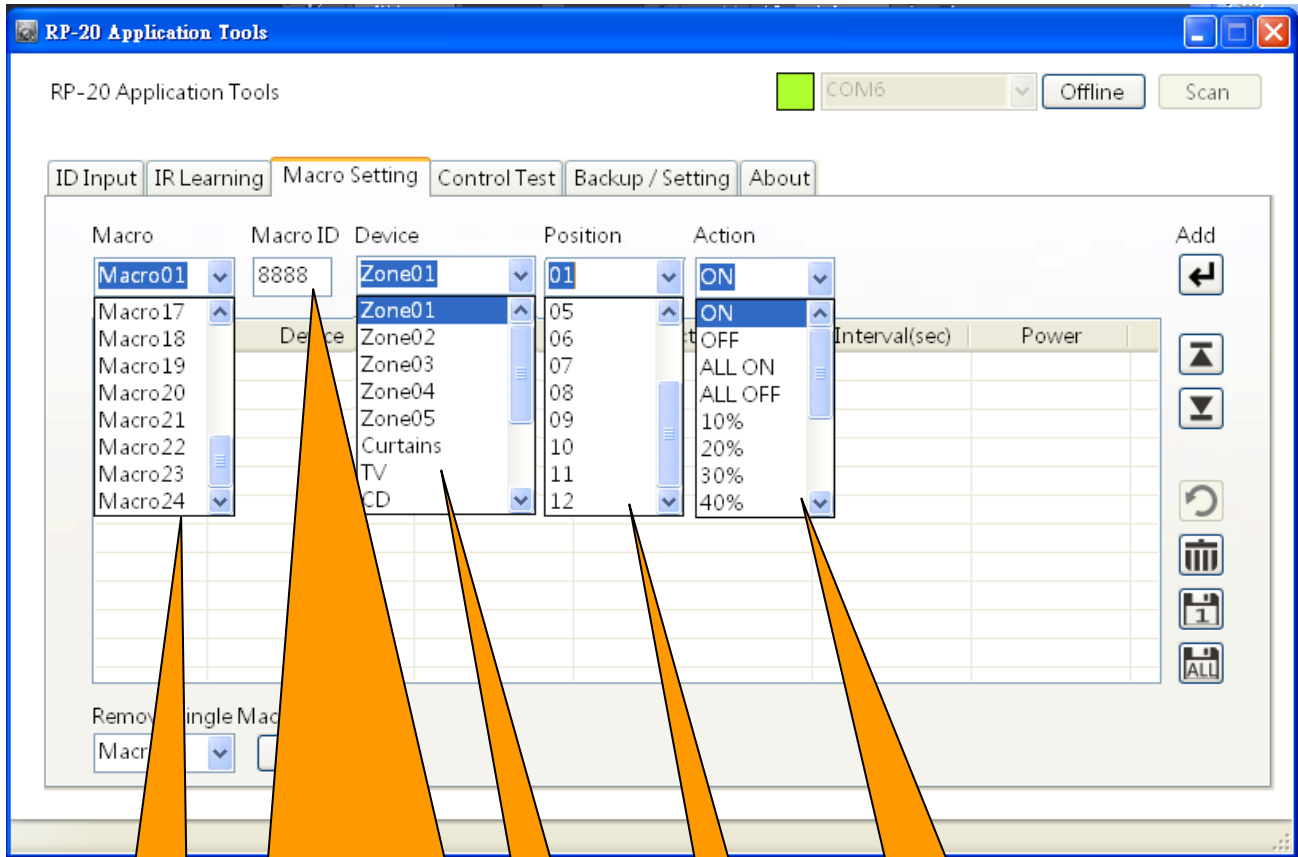 RP-20 Application Tools
RP-20 Application Tools
COM6
Offline
Scan
ID Input
IR Learning
Macro Setting
Control Test
Backup / Setting
About
Macro
Macro ID
Device
Position
Action
Add
Macro01
8888
Zone01
01
ON
Macro17
Macro18
Macro19
Macro20
Macro21
Macro22
Macro23
Macro24
Zone01
Zone02
Zone03
Zone04
Zone05
Curtains
TV
CD
05
06
07
08
09
10
11
12
ON
OFF
ALL ON
ALL OFF
10%
20%
30%
40%
Interval(sec)
Power
1
ALL